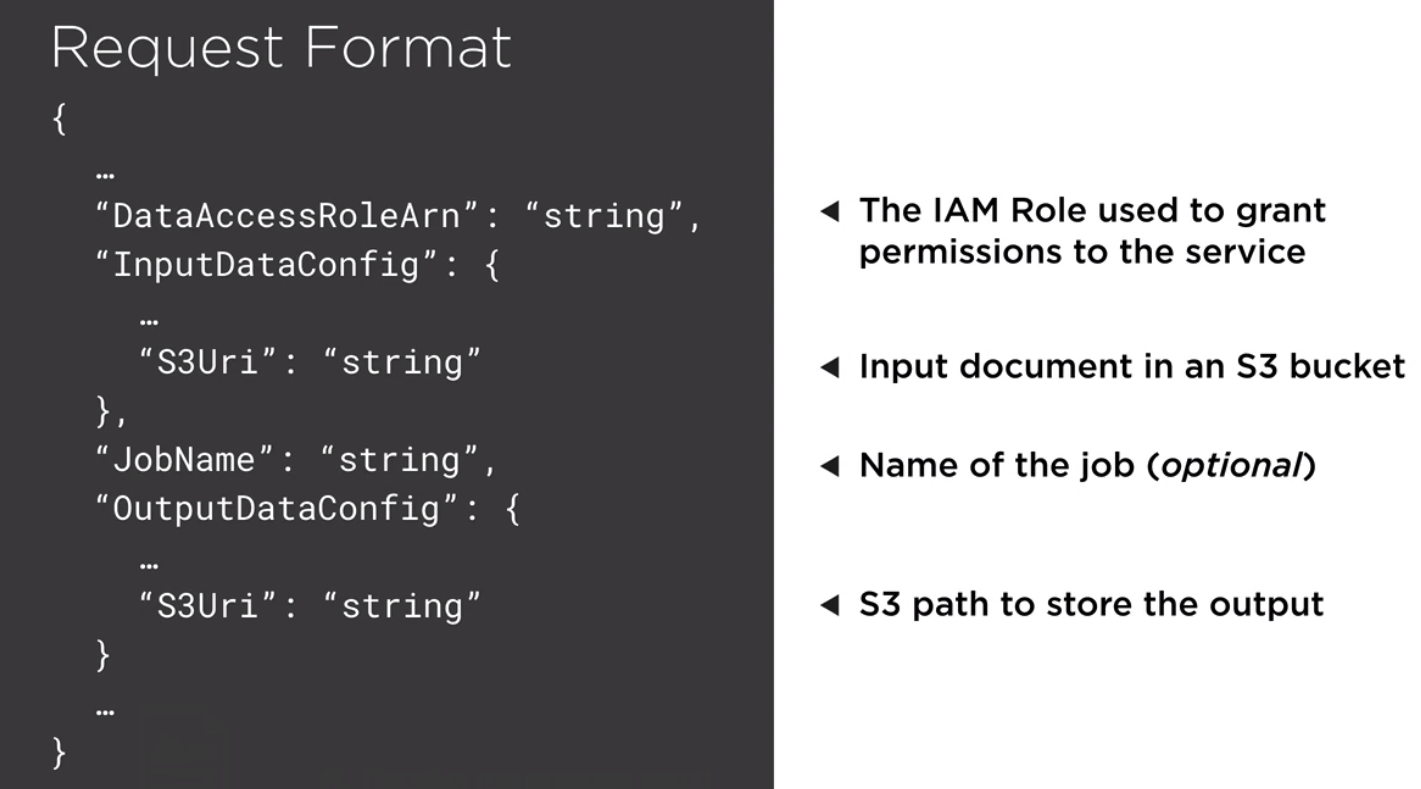 Request Format
{
…
“DataAccessRoleArn”: “string”,
“InputDataConfig”: {
…
“S3Uri”: “string”
},
“JobName”: “string”,
“OutputDataConfig”: {
…
“S3Uri”: “string”
}
…
}
The IAM Role used to grant
permissions to the service
Input document in an S3 bucket
Name of the job (optional)
S3 path to store the output